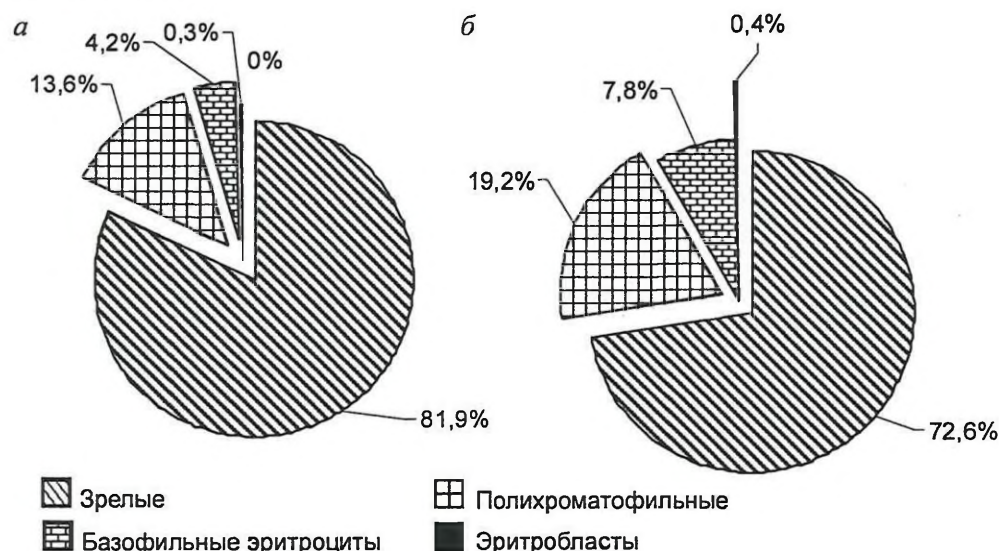 а
0,3%
4,2%
0%
13,6%
81,9%
б
0,4%
7,8%
19,2%
72,6%
Зрелые
Полихроматофильные
Базофильные эритроциты
Эритробласты